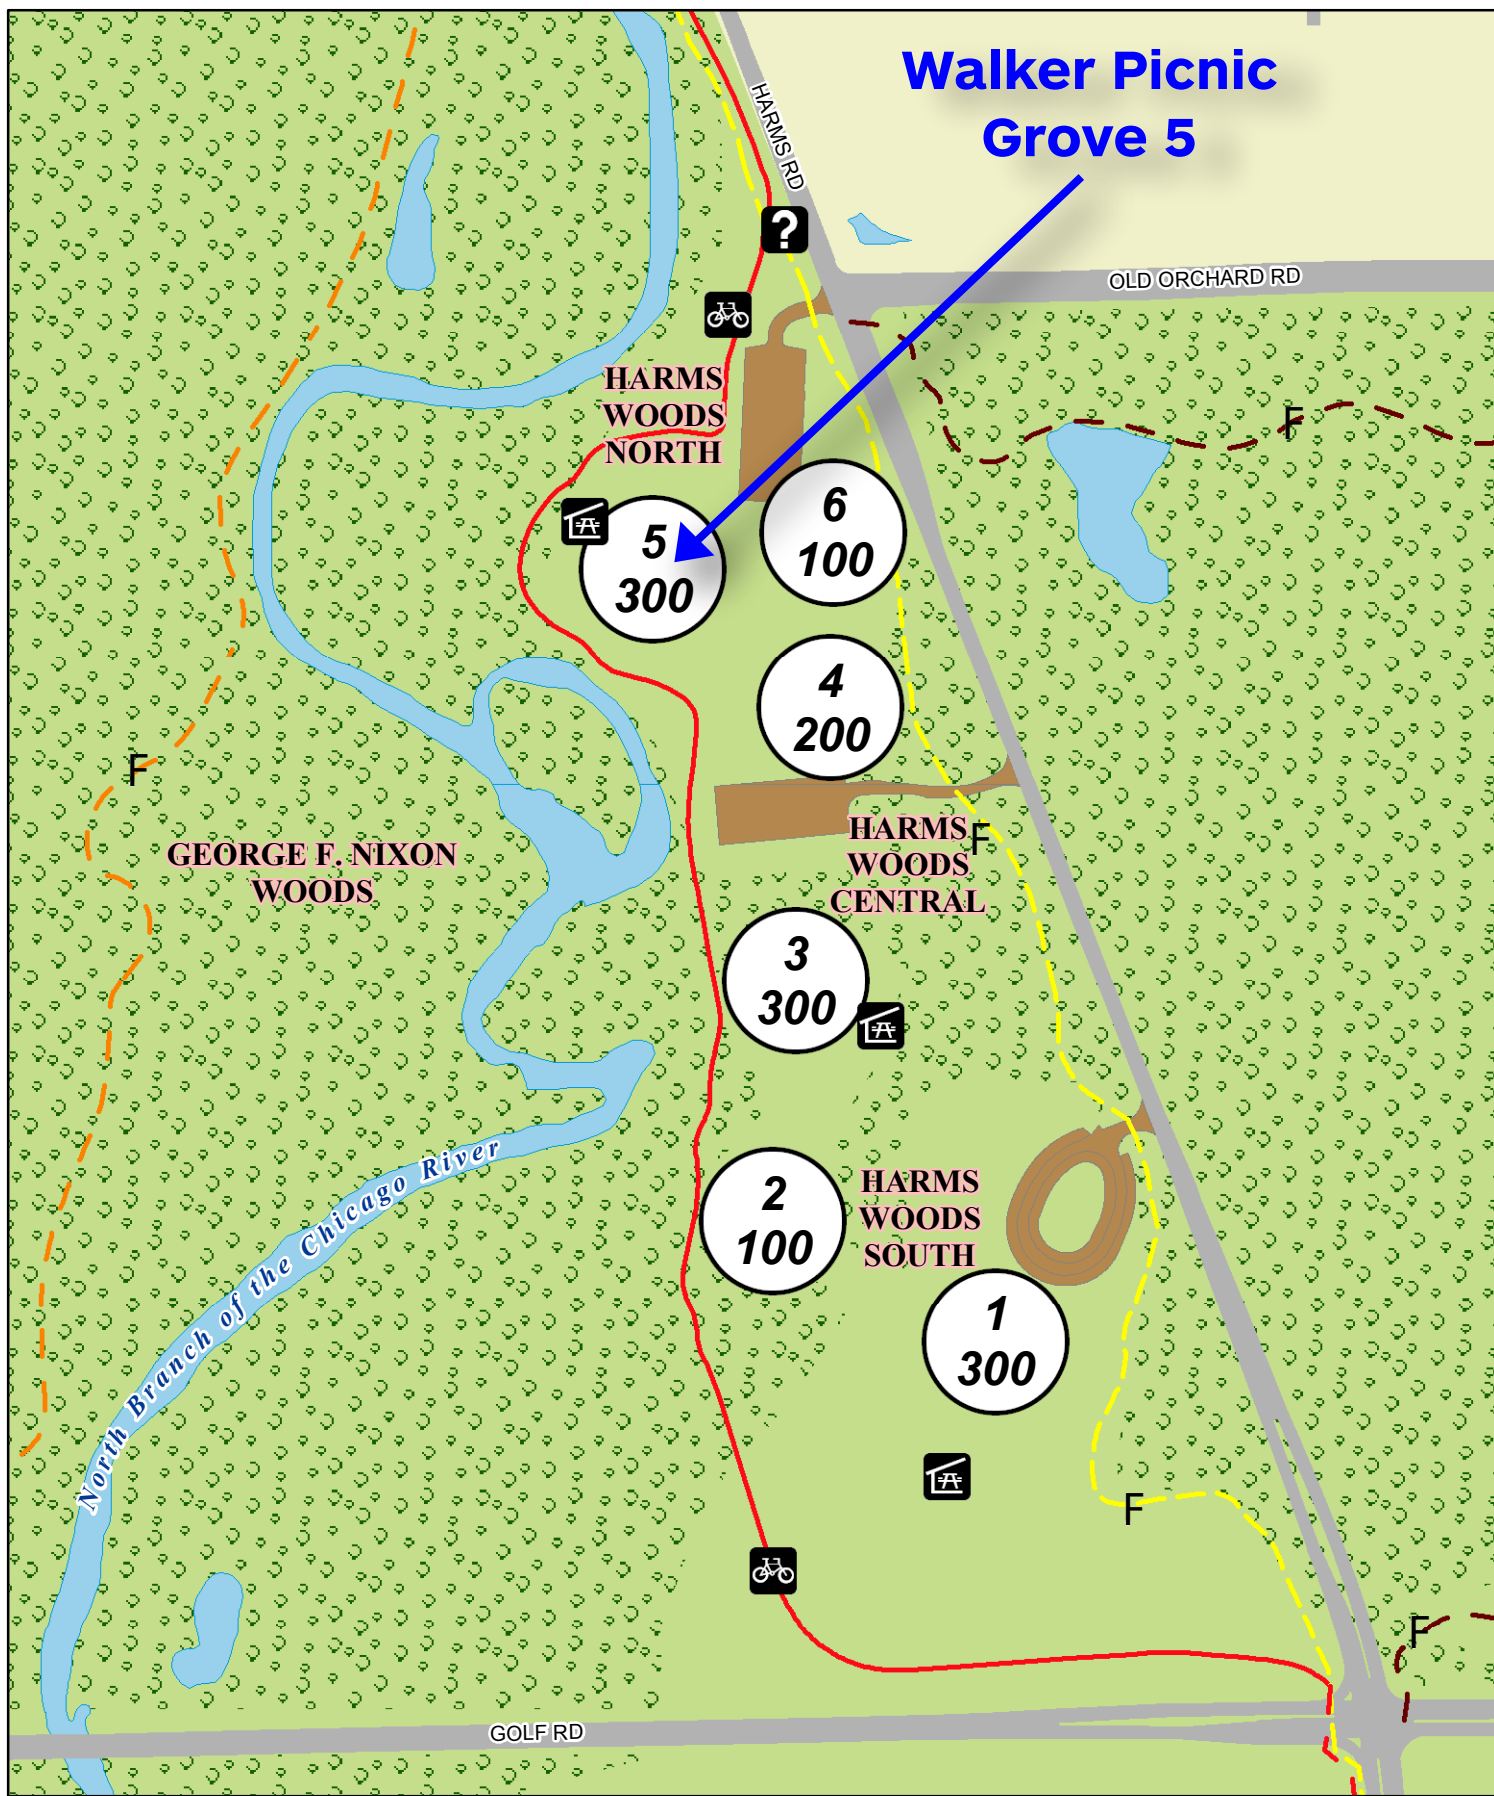 Walker Picnic
Grove 5
HARMS RD
?
OLD ORCHARD RD
HARMS
WOODS
NORTH
F
5
300
6
100
4
200
F
GEORGE F. NIXON
WOODS
HARMS
WOODS
CENTRAL
F
3
300
North Branch of the Chicago River
2
100
HARMS
WOODS
SOUTH
1
300
F
F
GOLF RD